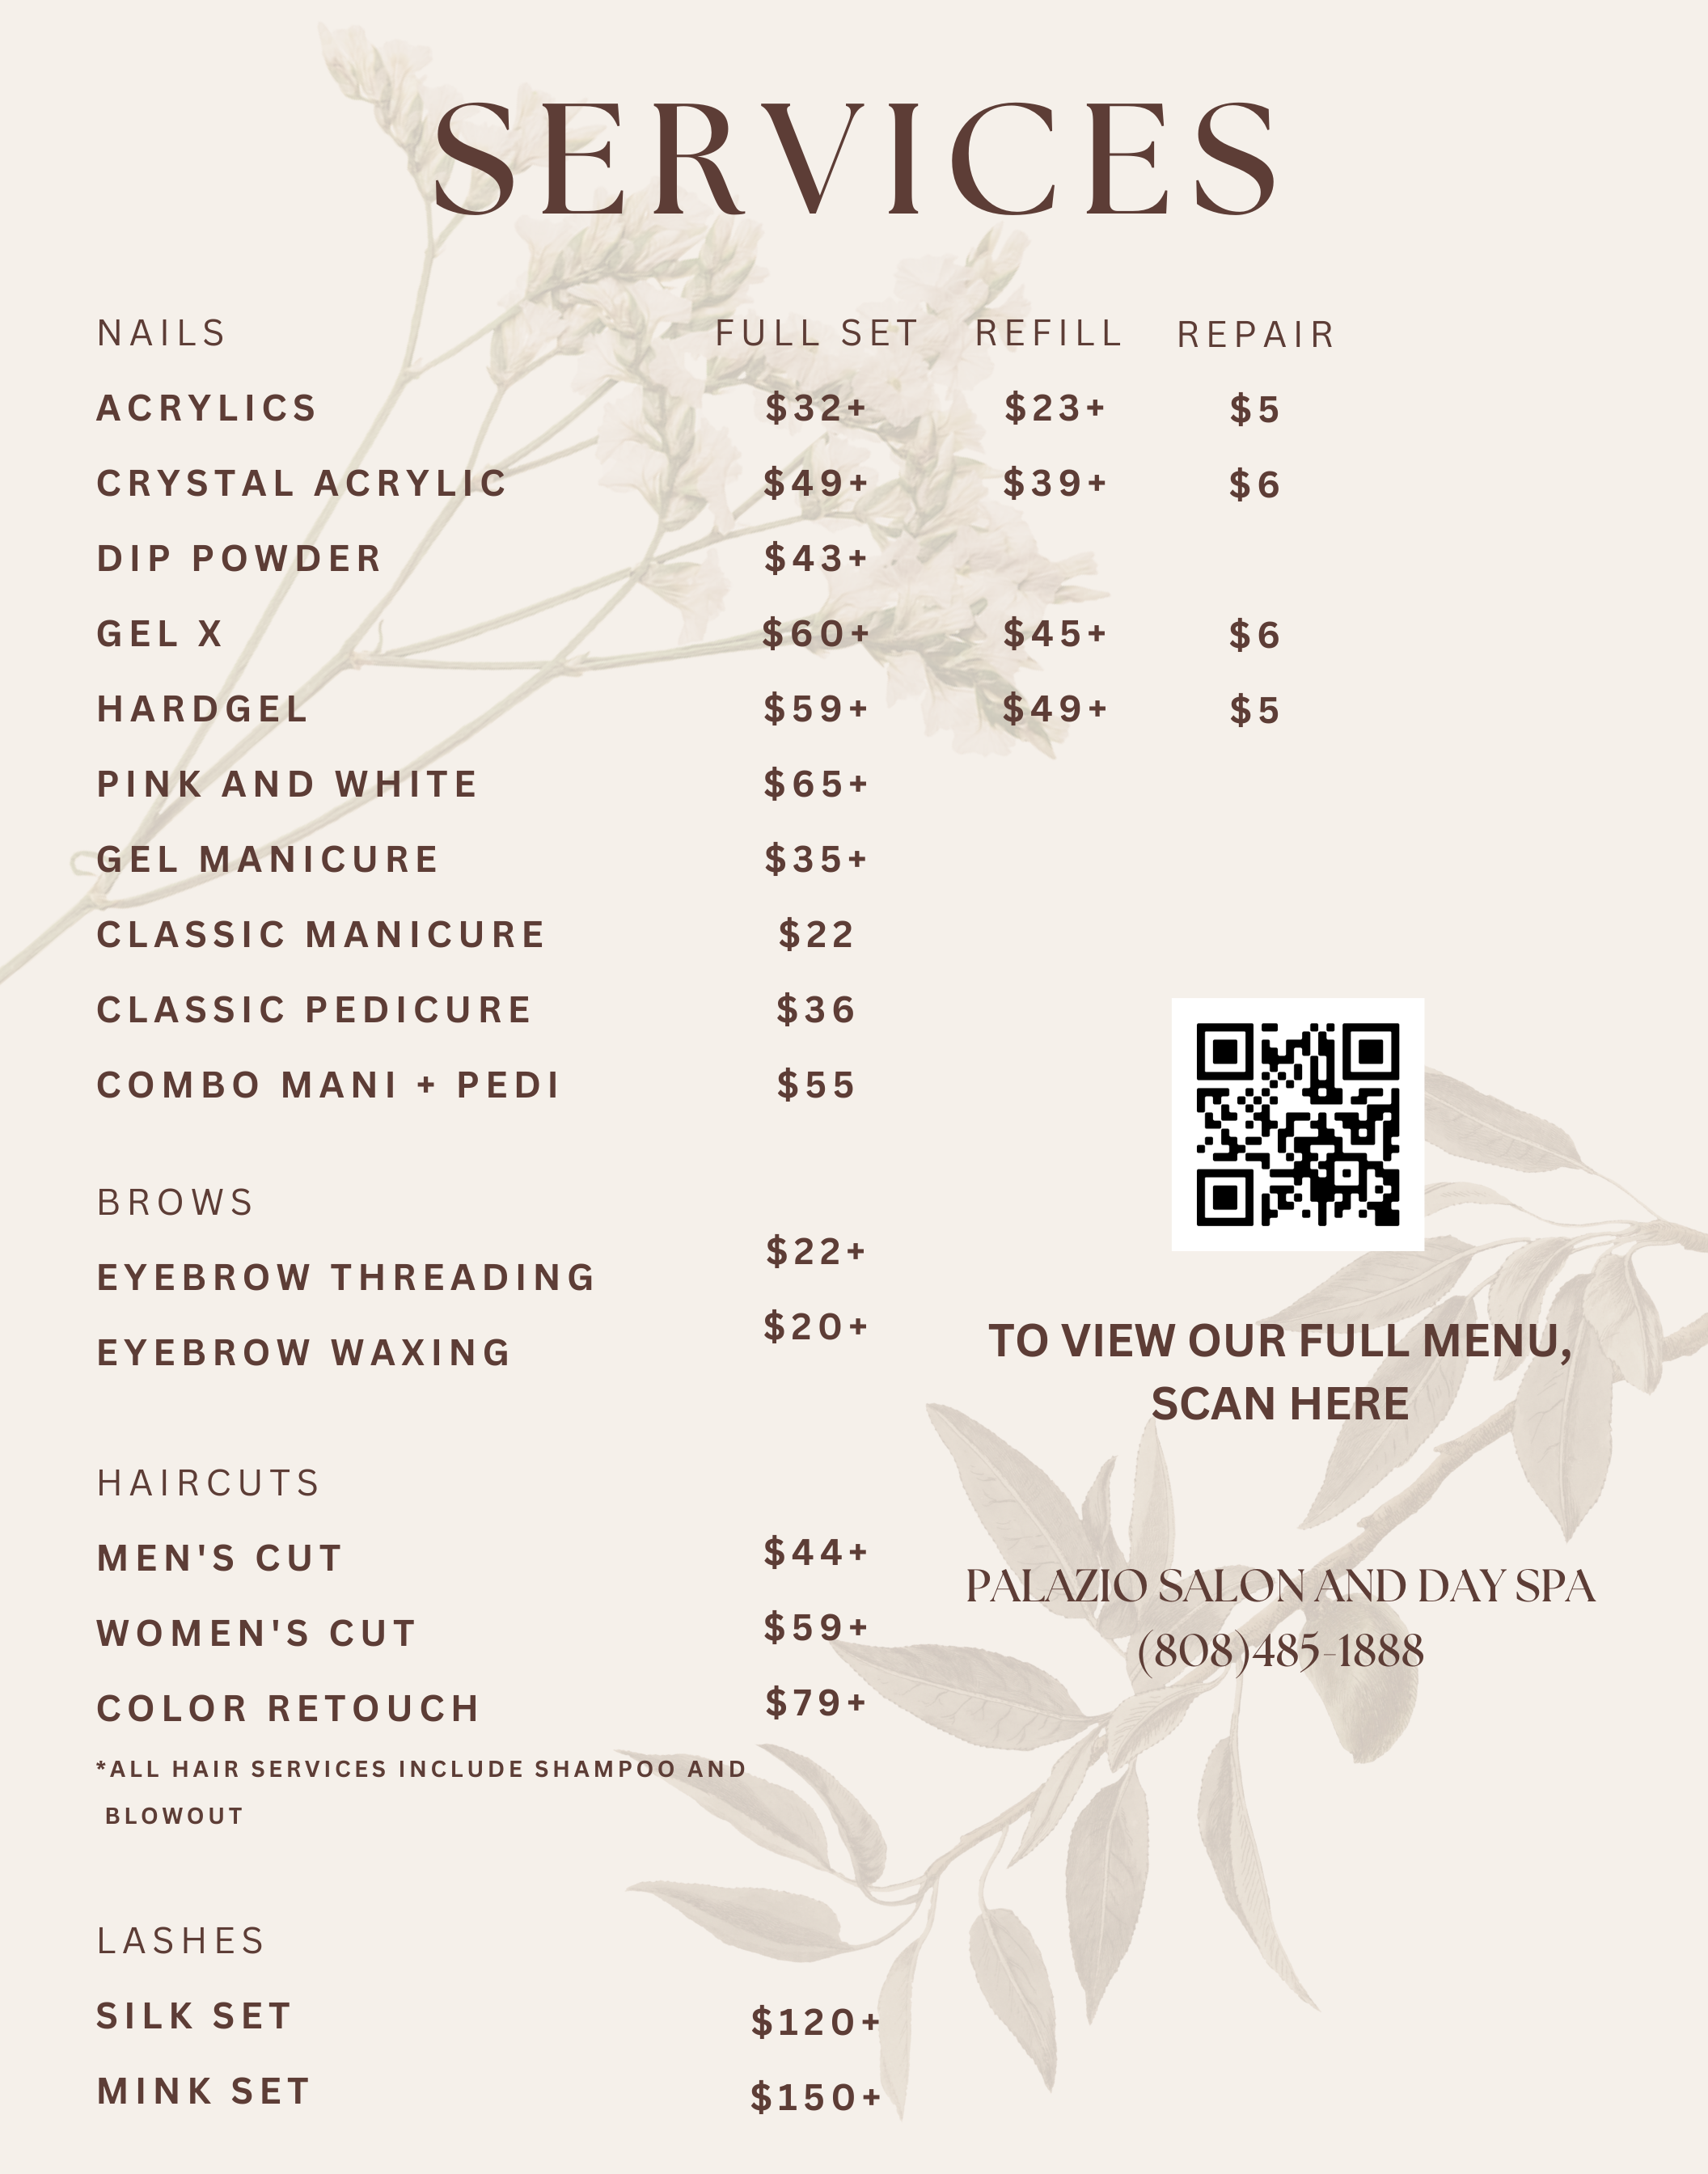 SERVICES
NAILS FULL SET REFILL REPAIR
ACRYLICS $32+ $23+ $5
CRYSTAL ACRYLIC $49+ $39+ $6
DIP POWDER $43+
GEL X $60+ $45+ $6
HARDGEL $59+ $49+ $5
PINK AND WHITE $65+
GEL MANICURE $35+
CLASSIC MANICURE $22
CLASSIC PEDICURE $36
COMBO MANI + PEDI $55
BROWS
EYEBROW THREADING $22+
EYEBROW WAXING $20+
TO VIEW OUR FULL MENU,
SCAN HERE
HAIRCUTS
MEN'S CUT $44+
WOMEN'S CUT $59+
COLOR RETOUCH $79+
*ALL HAIR SERVICES INCLUDE SHAMPOO AND
BLOWOUT
PALAZIO SALON AND DAY SPA
(808)485-1888
LASHES
SILK SET $120+
MINK SET $150+